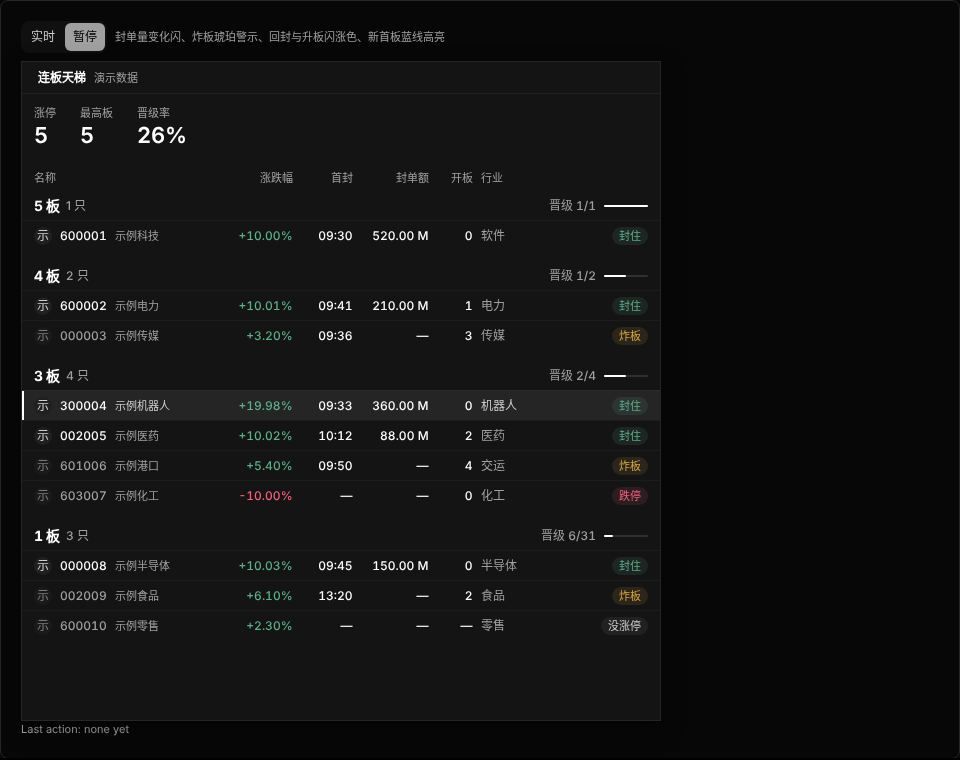 实时 暂停 封单量变化闪、炸板琥珀警示、回封与升板闪涨色、新首板蓝线高亮
连板天梯 演示数据
涨停 最高板 晋级率
5 5 26%
名称 涨跌幅 首封 封单额 开板 行业
5 板 1 只 晋级 1/1
示 600001 示例科技 +10.00% 09:30 520.00 M 0 软件 封住
4 板 2 只 晋级 1/2
示 600002 示例电力 +10.01% 09:41 210.00 M 1 电力 封住
示 000003 示例传媒 +3.20% 09:36 — 3 传媒 炸板
3 板 4 只 晋级 2/4
示 300004 示例机器人 +19.98% 09:33 360.00 M 0 机器人 封住
示 002005 示例医药 +10.02% 10:12 88.00 M 2 医药 封住
示 601006 示例港口 +5.40% 09:50 — 4 交运 炸板
示 603007 示例化工 -10.00% — — 0 化工 跌停
1 板 3 只 晋级 6/31
示 000008 示例半导体 +10.03% 09:45 150.00 M 0 半导体 封住
示 002009 示例食品 +6.10% 13:20 — 2 食品 炸板
示 600010 示例零售 +2.30% — — — 零售 没涨停
Last action: none yet